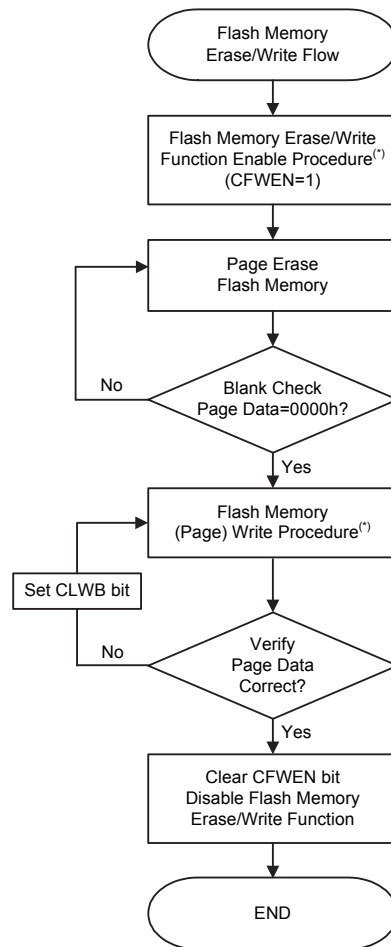 Flash Memory
Erase/Write Flow
Flash Memory Erase/Write
Function Enable Procedure(*)
(CFWEN=1)
Page Erase
Flash Memory
Blank Check
Page Data=0000h?
No
Yes
Flash Memory
(Page) Write Procedure(*)
Set CLWB bit
Verify
Page Data
Correct?
No
Yes
Clear CFWEN bit
Disable Flash Memory
Erase/Write Function
END